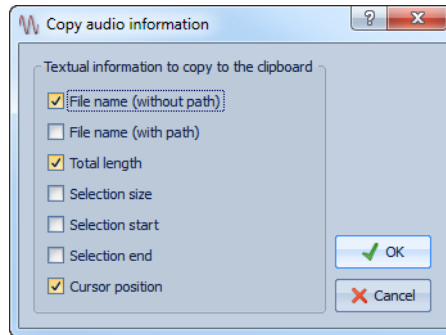 Copy audio information
?
Textual information to copy to the clipboard
File name (without path)
File name (with path)
Total length
Selection size
Selection start
Selection end
Cursor position
OK
Cancel